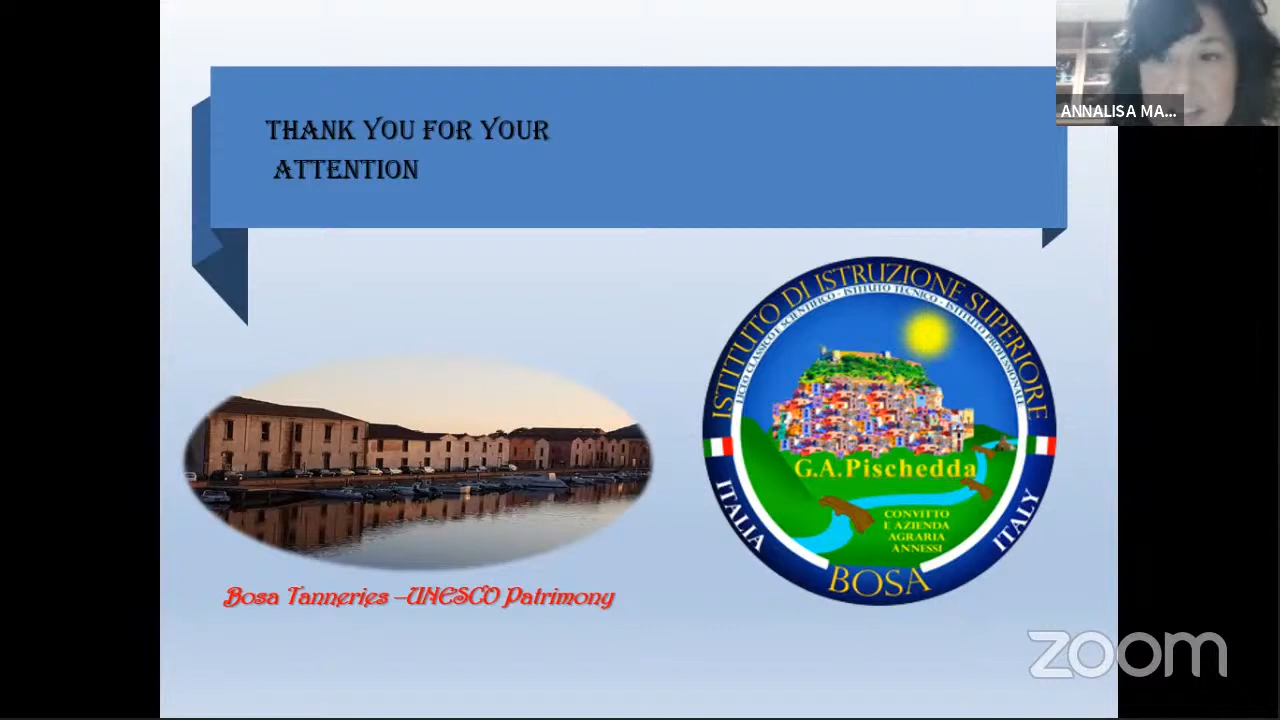 THANK YOU FOR YOUR
ATTENTION
ANNALISA MA...
ISTITUTO DI ISTRUZIONE SUPERIORE
LICEO CLASSICO E SCIENTIFICO - ISTITUTO TECNICO - ISTITUTO PROFESSIONALE
G.A.Pischedda
CONVITTO
E AZIENDA
AGRARIA
ANNESSI
ITALIA
ITALY
BOSA
Bosa Tanneries –UNESCO Patrimony
zoom